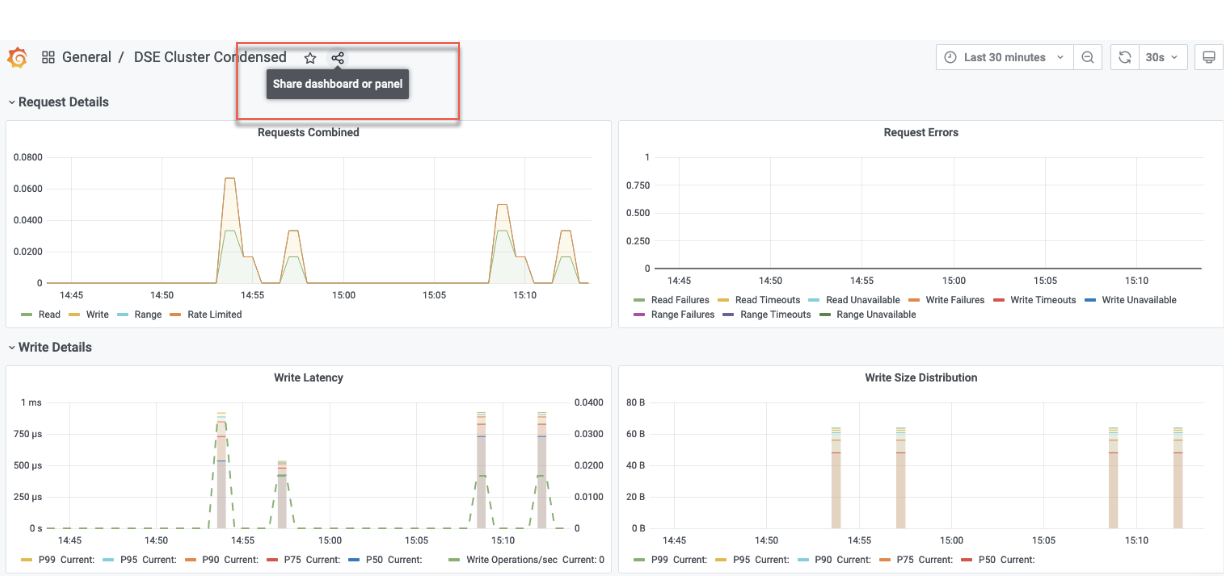 General / DSE Cluster Condensed
Last 30 minutes
30s
Share dashboard or panel
Request Details
Requests Combined
0.0800
0.0600
0.0400
0.0200
0
14:45 14:50 14:55 15:00 15:05 15:10
Read Write Range Rate Limited
Request Errors
1
0.750
0.500
0.250
0
14:45 14:50 14:55 15:00 15:05 15:10
Read Failures Read Timeouts Read Unavailable Write Failures Write Timeouts Write Unavailable
Range Failures Range Timeouts Range Unavailable
Write Details
Write Latency
1 ms 0.0400
750 μs 0.0300
500 μs 0.0200
250 μs 0.0100
0 s 0
14:45 14:50 14:55 15:00 15:05 15:10
P99 Current: P95 Current: P90 Current: P75 Current: P50 Current: Write Operations/sec Current: 0
Write Size Distribution
80 B
60 B
40 B
20 B
0 B
14:45 14:50 14:55 15:00 15:05 15:10
P99 Current: P95 Current: P90 Current: P75 Current: P50 Current: